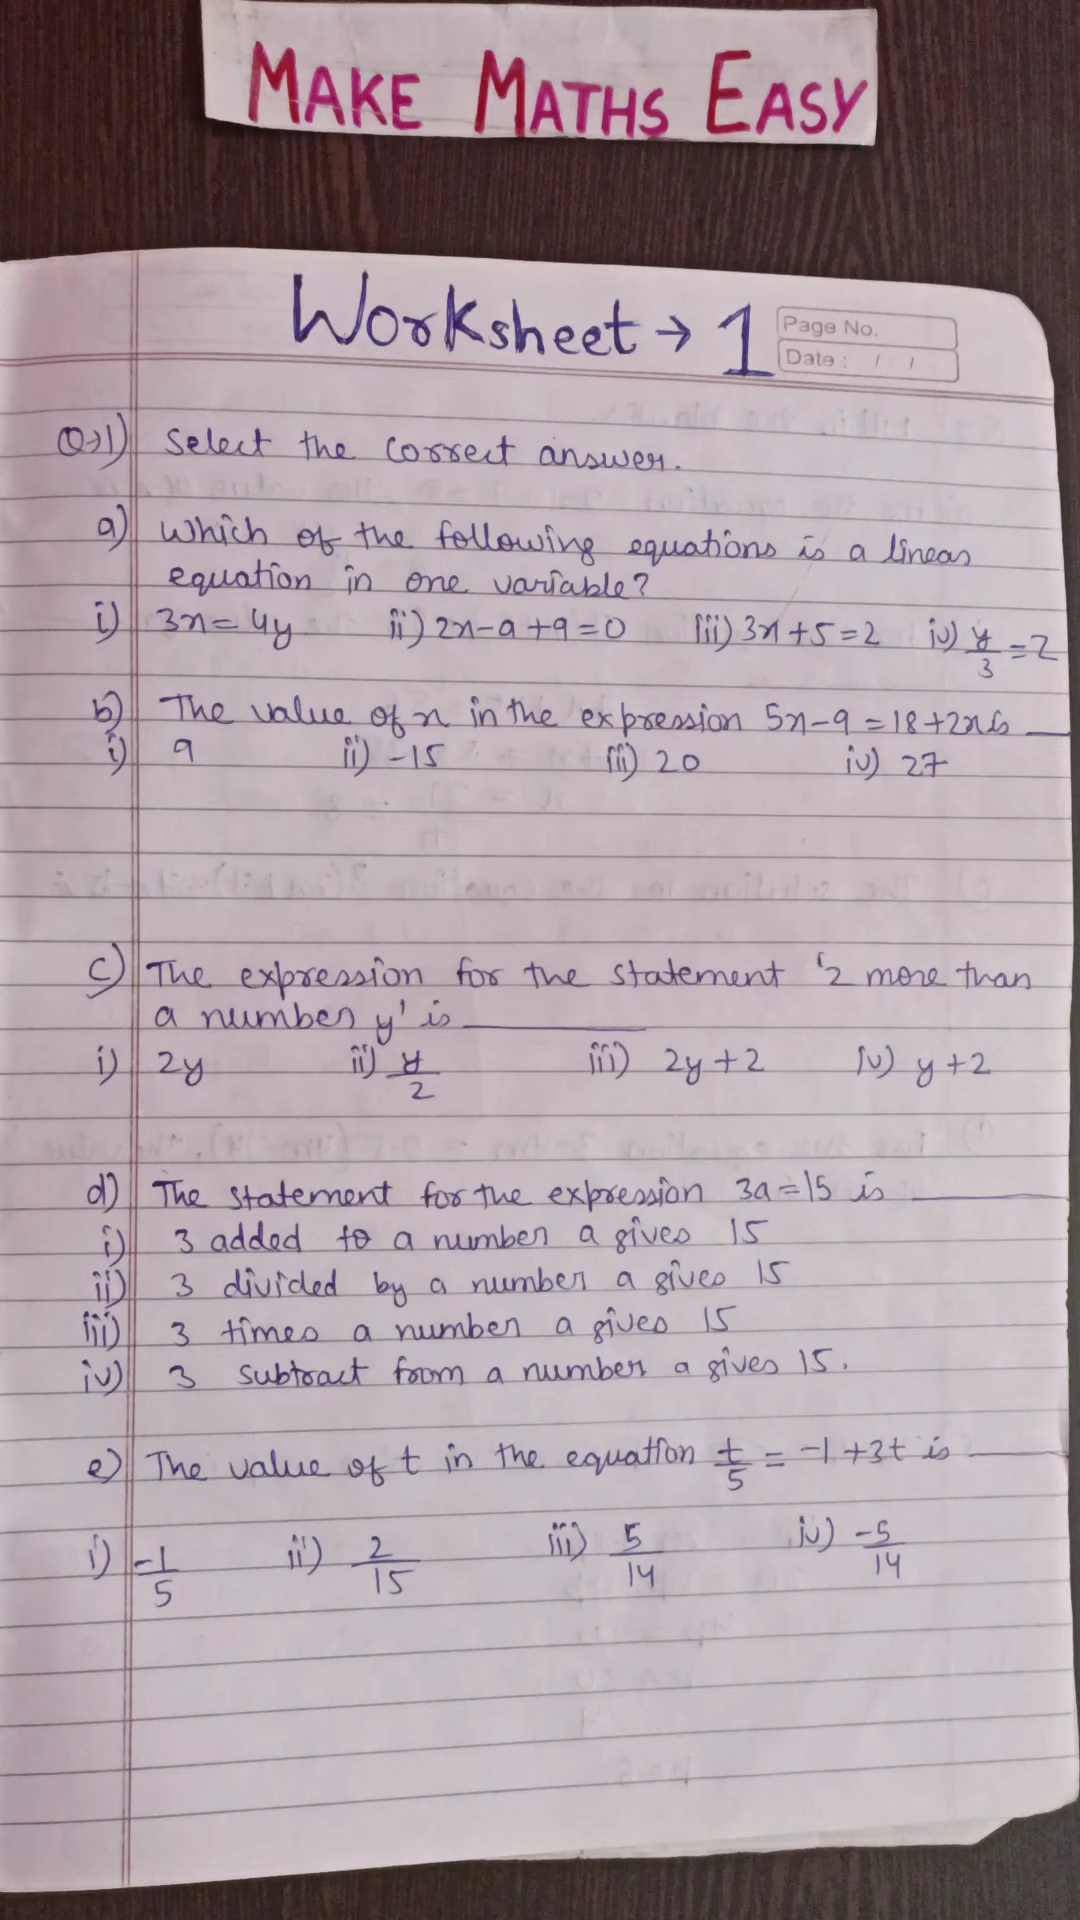 MAKE MATHS EASY
Worksheet → 1
Page No.
Date : / /
Q→1) Select the correct answer.
a) Which of the following equations is a linear
equation in one variable?
i) 3x = 4y ii) 2x-a+9=0 iii) 3x+5=2 iv) y/3 = 2
b) The value of x in the expression 5x-9=18+2x is __
i) 9 ii) -15 iii) 20 iv) 27
c) The expression for the statement '2 more than
a number y' is ________
i) 2y ii) y/2 iii) 2y+2 iv) y+2
d) The statement for the expression 3a=15 is ______
i) 3 added to a number a gives 15
ii) 3 divided by a number a gives 15
iii) 3 times a number a gives 15
iv) 3 subtract from a number a gives 15.
e) The value of t in the equation t/5 = -1+3t is ____
i) -1/5 ii) 2/15 iii) 5/14 iv) -5/14